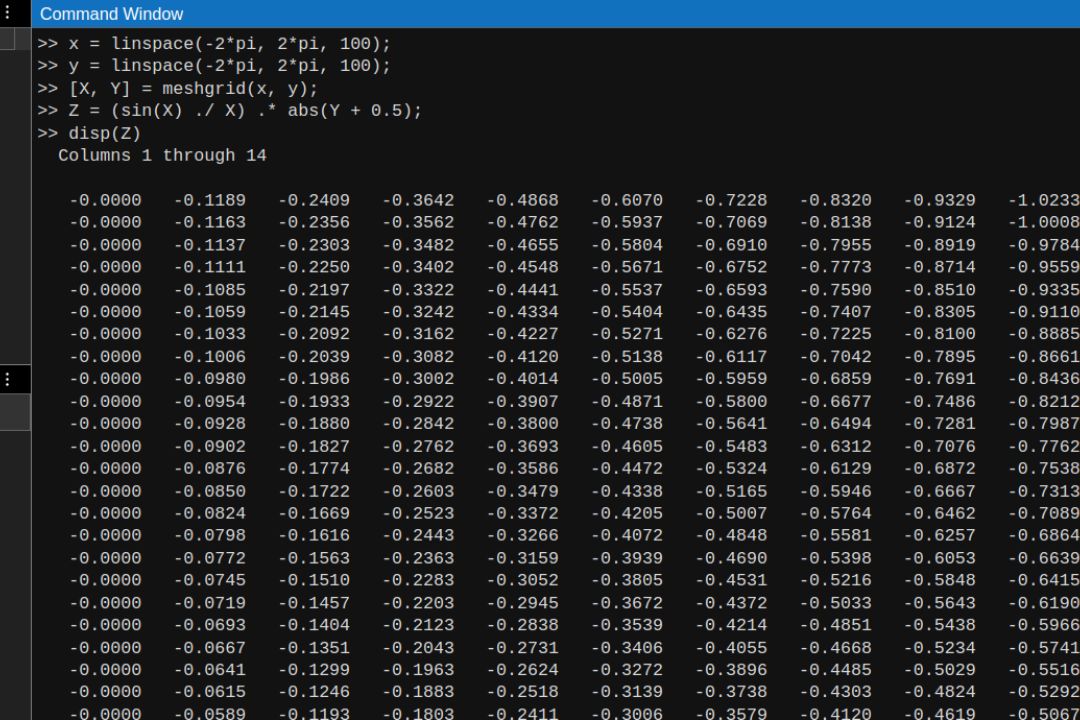 Command Window
>> x = linspace(-2*pi, 2*pi, 100);
>> y = linspace(-2*pi, 2*pi, 100);
>> [X, Y] = meshgrid(x, y);
>> Z = (sin(X) ./ X) .* abs(Y + 0.5);
>> disp(Z)
Columns 1 through 14
-0.0000 -0.1189 -0.2409 -0.3642 -0.4868 -0.6070 -0.7228 -0.8320 -0.9329 -1.0233
-0.0000 -0.1163 -0.2356 -0.3562 -0.4762 -0.5937 -0.7069 -0.8138 -0.9124 -1.0008
-0.0000 -0.1137 -0.2303 -0.3482 -0.4655 -0.5804 -0.6910 -0.7955 -0.8919 -0.9784
-0.0000 -0.1111 -0.2250 -0.3402 -0.4548 -0.5671 -0.6752 -0.7773 -0.8714 -0.9559
-0.0000 -0.1085 -0.2197 -0.3322 -0.4441 -0.5537 -0.6593 -0.7590 -0.8510 -0.9335
-0.0000 -0.1059 -0.2145 -0.3242 -0.4334 -0.5404 -0.6435 -0.7407 -0.8305 -0.9110
-0.0000 -0.1033 -0.2092 -0.3162 -0.4227 -0.5271 -0.6276 -0.7225 -0.8100 -0.8885
-0.0000 -0.1006 -0.2039 -0.3082 -0.4120 -0.5138 -0.6117 -0.7042 -0.7895 -0.8661
-0.0000 -0.0980 -0.1986 -0.3002 -0.4014 -0.5005 -0.5959 -0.6859 -0.7691 -0.8436
-0.0000 -0.0954 -0.1933 -0.2922 -0.3907 -0.4871 -0.5800 -0.6677 -0.7486 -0.8212
-0.0000 -0.0928 -0.1880 -0.2842 -0.3800 -0.4738 -0.5641 -0.6494 -0.7281 -0.7987
-0.0000 -0.0902 -0.1827 -0.2762 -0.3693 -0.4605 -0.5483 -0.6312 -0.7076 -0.7762
-0.0000 -0.0876 -0.1774 -0.2682 -0.3586 -0.4472 -0.5324 -0.6129 -0.6872 -0.7538
-0.0000 -0.0850 -0.1722 -0.2603 -0.3479 -0.4338 -0.5165 -0.5946 -0.6667 -0.7313
-0.0000 -0.0824 -0.1669 -0.2523 -0.3372 -0.4205 -0.5007 -0.5764 -0.6462 -0.7089
-0.0000 -0.0798 -0.1616 -0.2443 -0.3266 -0.4072 -0.4848 -0.5581 -0.6257 -0.6864
-0.0000 -0.0772 -0.1563 -0.2363 -0.3159 -0.3939 -0.4690 -0.5398 -0.6053 -0.6639
-0.0000 -0.0745 -0.1510 -0.2283 -0.3052 -0.3805 -0.4531 -0.5216 -0.5848 -0.6415
-0.0000 -0.0719 -0.1457 -0.2203 -0.2945 -0.3672 -0.4372 -0.5033 -0.5643 -0.6190
-0.0000 -0.0693 -0.1404 -0.2123 -0.2838 -0.3539 -0.4214 -0.4851 -0.5438 -0.5966
-0.0000 -0.0667 -0.1351 -0.2043 -0.2731 -0.3406 -0.4055 -0.4668 -0.5234 -0.5741
-0.0000 -0.0641 -0.1299 -0.1963 -0.2624 -0.3272 -0.3896 -0.4485 -0.5029 -0.5516
-0.0000 -0.0615 -0.1246 -0.1883 -0.2518 -0.3139 -0.3738 -0.4303 -0.4824 -0.5292
-0.0000 -0.0589 -0.1193 -0.1803 -0.2411 -0.3006 -0.3579 -0.4120 -0.4619 -0.5067